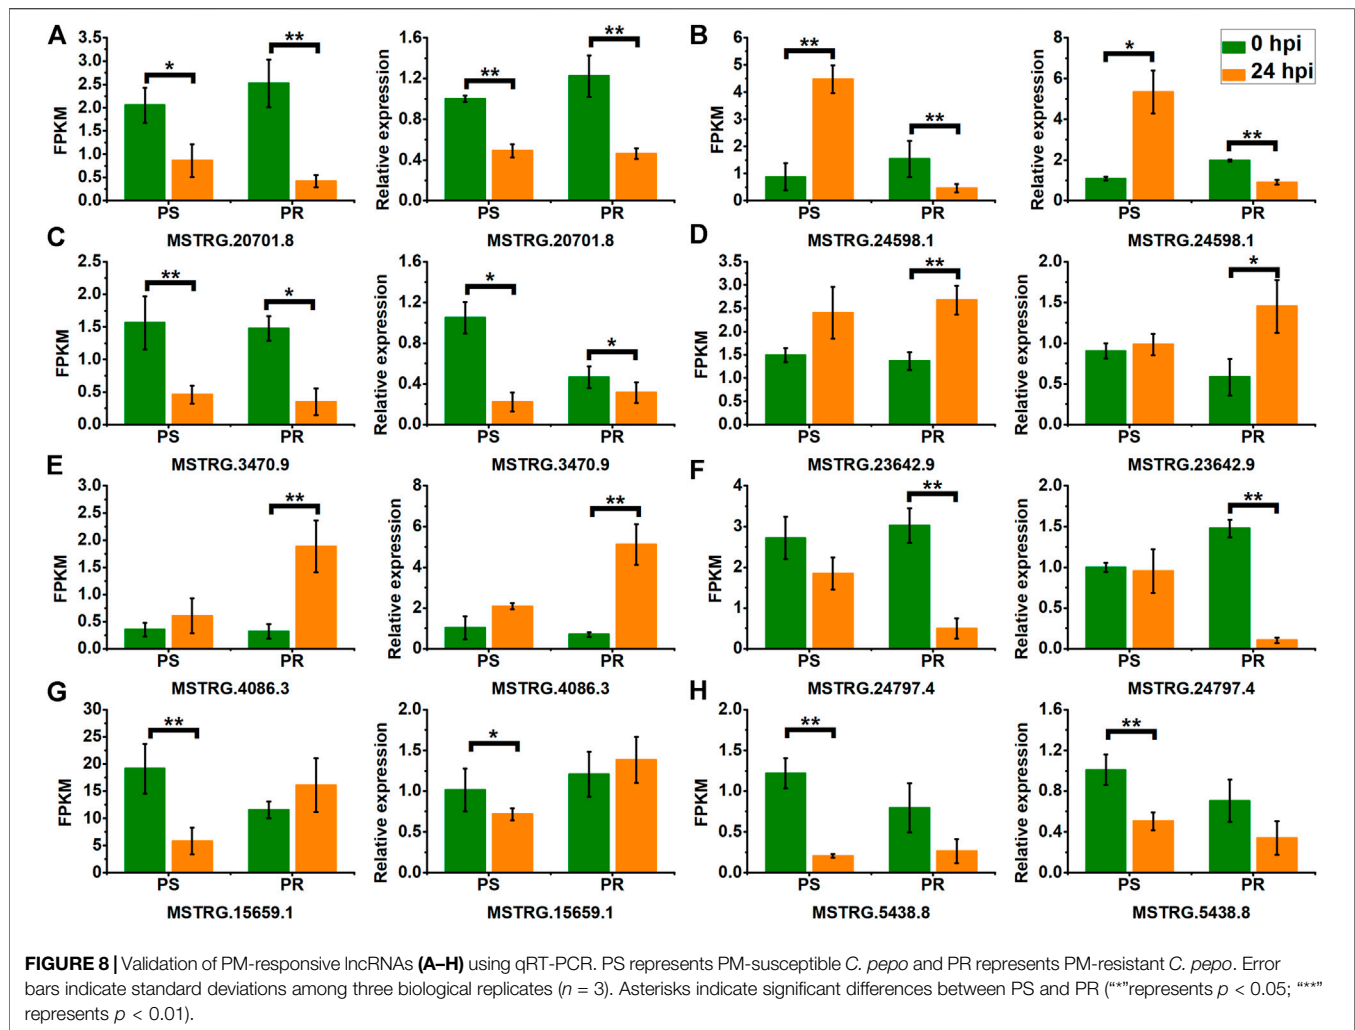 A
B
0 hpi
24 hpi
FPKM
3.5
3.0
2.5
2.0
1.5
1.0
0.5
0.0
*
**
PS
PR
MSTRG.20701.8
Relative expression
1.6
1.2
0.8
0.4
0.0
**
**
PS
PR
MSTRG.20701.8
FPKM
6
5
4
3
2
1
0
**
**
PS
PR
MSTRG.24598.1
Relative expression
8
6
4
2
0
*
**
PS
PR
MSTRG.24598.1
C
FPKM
2.5
2.0
1.5
1.0
0.5
0.0
**
*
PS
PR
MSTRG.3470.9
Relative expression
1.6
1.2
0.8
0.4
0.0
*
*
PS
PR
MSTRG.3470.9
D
FPKM
3.5
3.0
2.5
2.0
1.5
1.0
0.5
0.0
**
PS
PR
MSTRG.23642.9
Relative expression
2.0
1.5
1.0
0.5
0.0
*
PS
PR
MSTRG.23642.9
E
FPKM
3.0
2.5
2.0
1.5
1.0
0.5
0.0
**
PS
PR
MSTRG.4086.3
Relative expression
8
6
4
2
0
**
PS
PR
MSTRG.4086.3
F
FPKM
4
3
2
1
0
**
PS
PR
MSTRG.24797.4
Relative expression
2.0
1.5
1.0
0.5
0.0
**
PS
PR
MSTRG.24797.4
G
FPKM
30
25
20
15
10
5
0
**
PS
PR
MSTRG.15659.1
Relative expression
2.0
1.5
1.0
0.5
0.0
*
PS
PR
MSTRG.15659.1
H
FPKM
2.0
1.5
1.0
0.5
0.0
**
PS
PR
MSTRG.5438.8
Relative expression
1.6
1.2
0.8
0.4
0.0
**
PS
PR
MSTRG.5438.8
FIGURE 8 | Validation of PM-responsive lncRNAs (A–H) using qRT-PCR. PS represents PM-susceptible C. pepo and PR represents PM-resistant C. pepo. Error
bars indicate standard deviations among three biological replicates (n = 3). Asterisks indicate significant differences between PS and PR (“*”represents p < 0.05; “**”
represents p < 0.01).